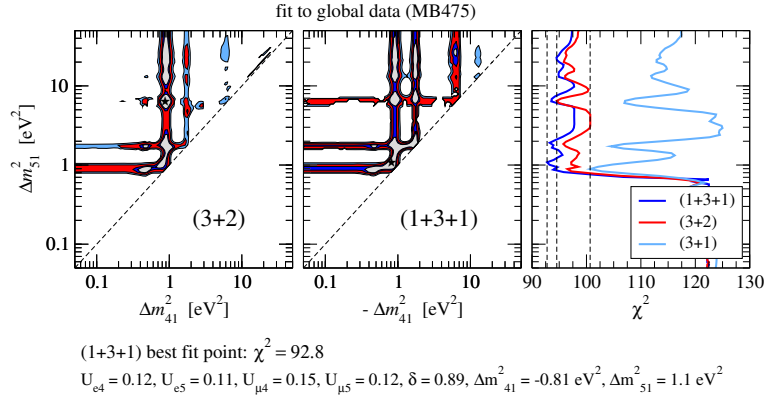 fit to global data (MB475)
Δm²₅₁ [eV²]
10
1
0.1
(3+2)
(1+3+1)
(1+3+1)
(3+2)
(3+1)
0.1 1 10
0.1 1 10
90 100 110 120 130
Δm²₄₁ [eV²]
- Δm²₄₁ [eV²]
χ²
(1+3+1) best fit point: χ² = 92.8
Uₑ₄ = 0.12, Uₑ₅ = 0.11, U_μ4 = 0.15, U_μ5 = 0.12, δ = 0.89, Δm²₄₁ = -0.81 eV², Δm²₅₁ = 1.1 eV²